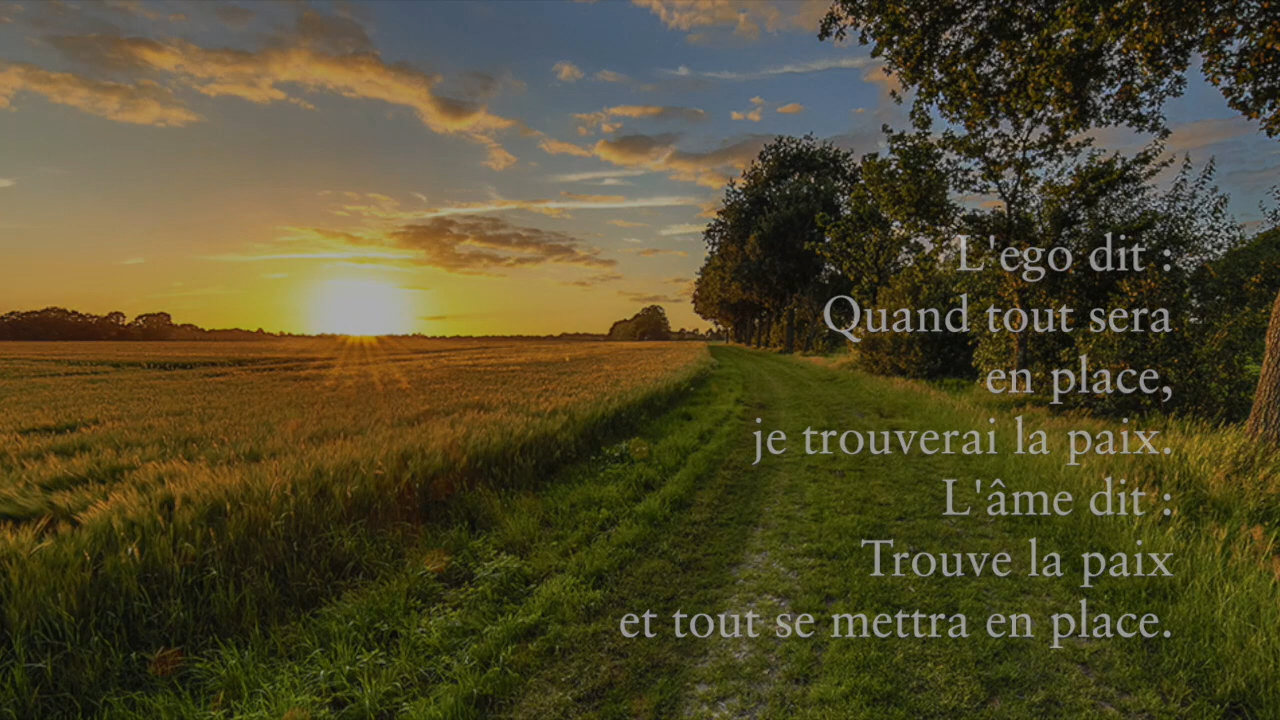 L'ego dit :
Quand tout sera
en place,
je trouverai la paix.
L'âme dit :
Trouve la paix
et tout se mettra en place.